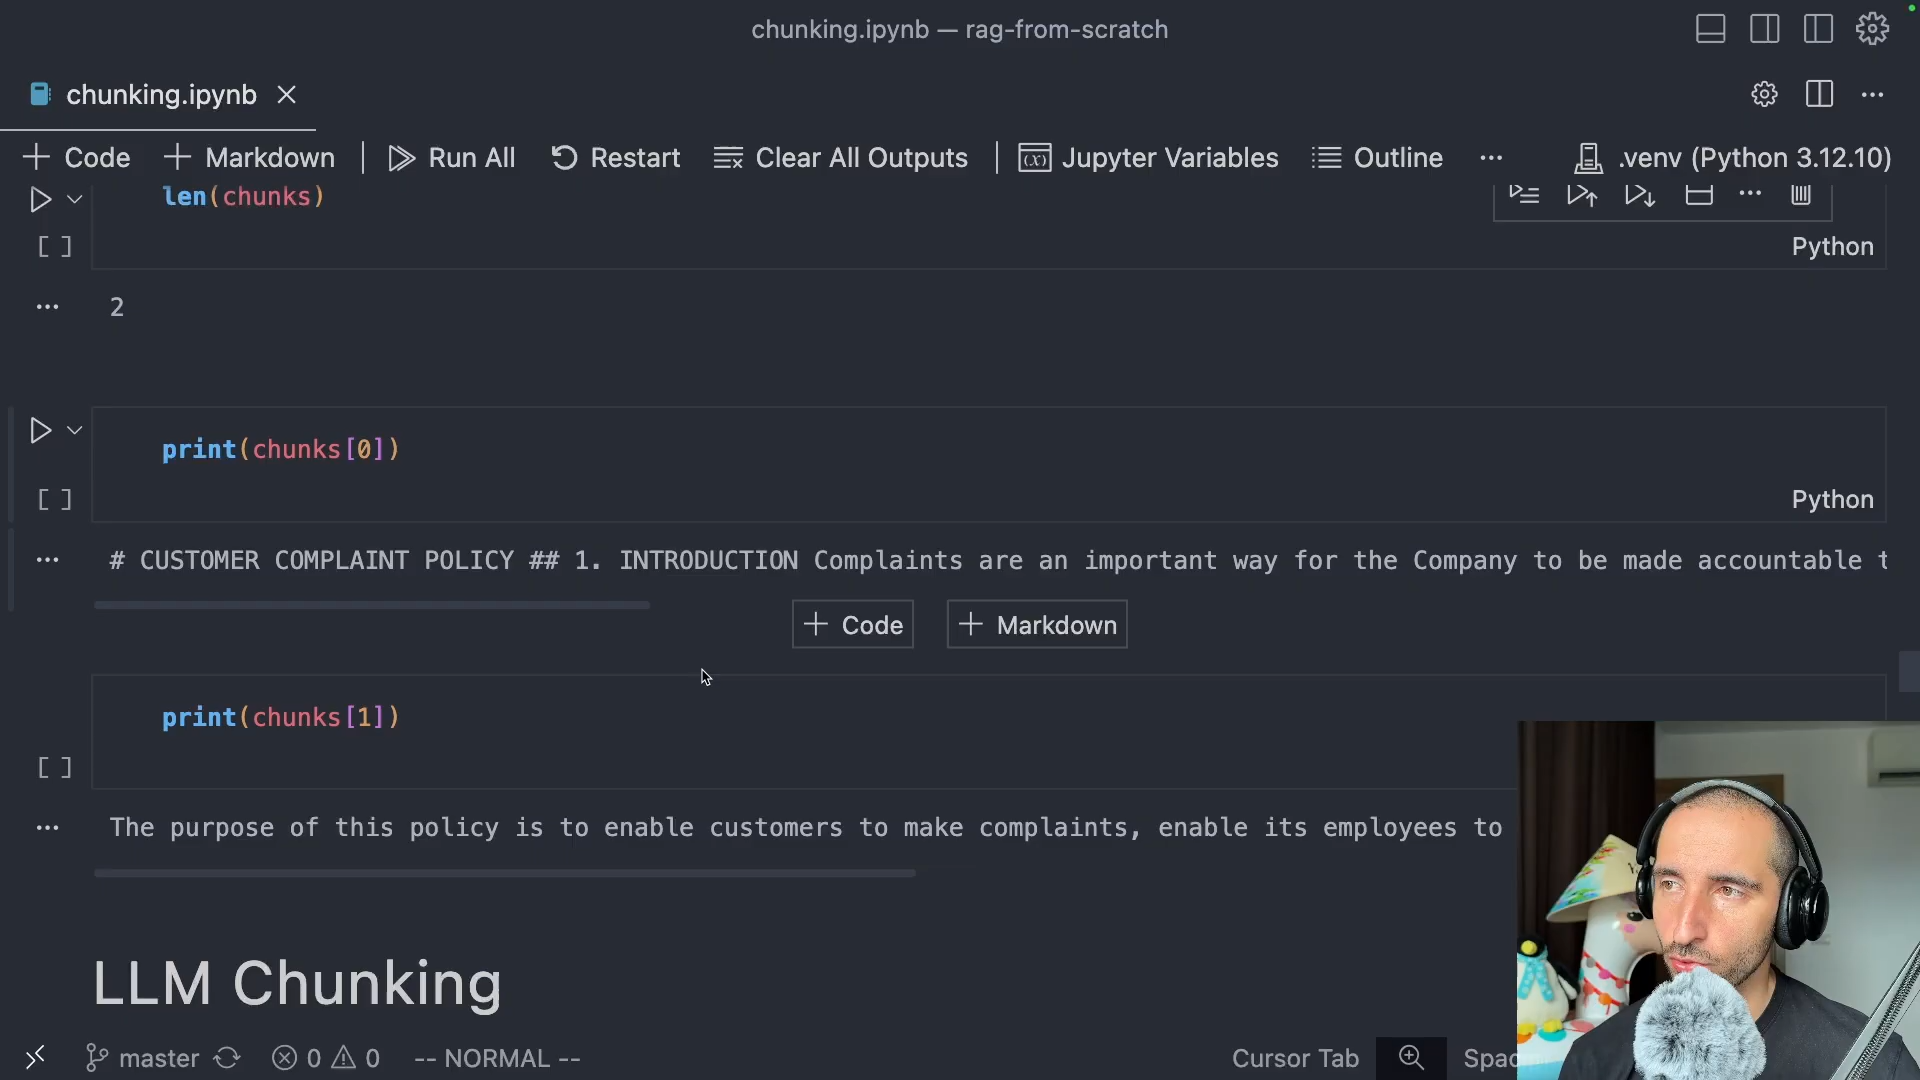 chunking.ipynb — rag-from-scratch
chunking.ipynb
Code Markdown Run All Restart Clear All Outputs Jupyter Variables Outline ... .venv (Python 3.12.10)
len(chunks)
[ ] Python
... 2
print(chunks[0])
[ ] Python
... # CUSTOMER COMPLAINT POLICY ## 1. INTRODUCTION Complaints are an important way for the Company to be made accountable t
+ Code + Markdown
print(chunks[1])
[ ]
... The purpose of this policy is to enable customers to make complaints, enable its employees to
LLM Chunking
master 0 0 -- NORMAL -- Cursor Tab Spac